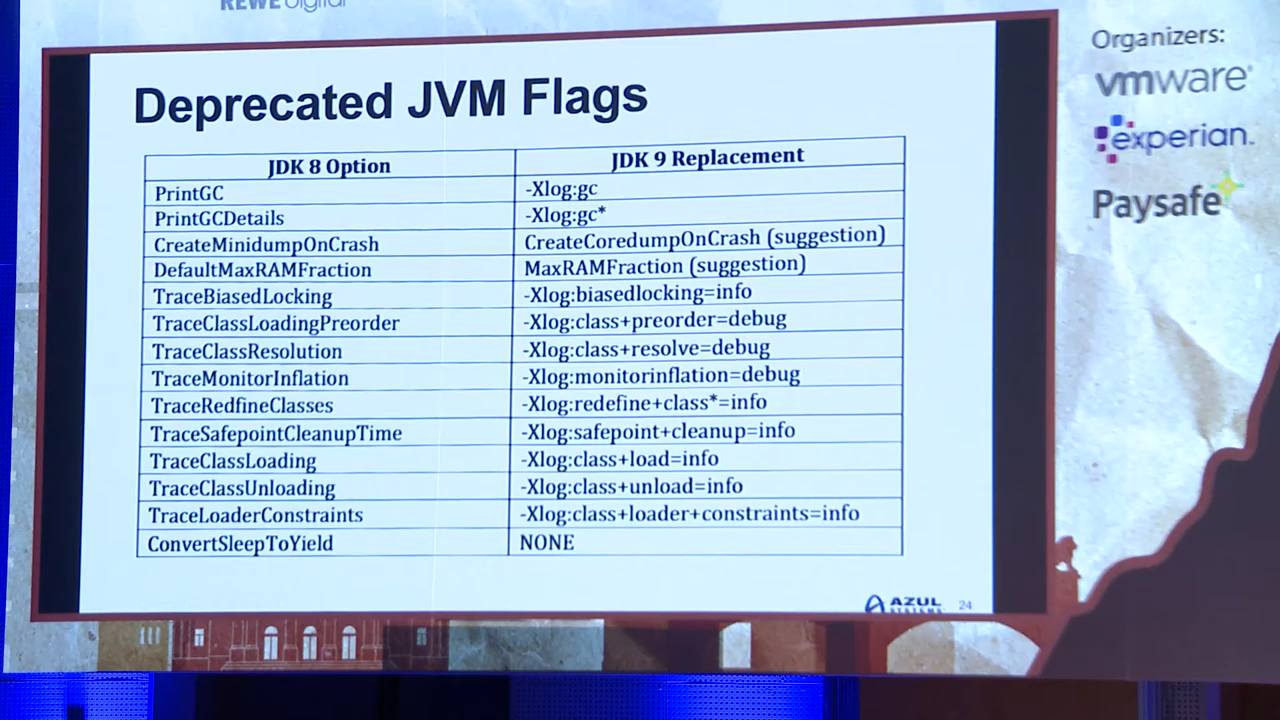 REWE digital
Organizers:
vmware
experian.
Paysafe
Deprecated JVM Flags
JDK 8 Option JDK 9 Replacement
PrintGC -Xlog:gc
PrintGCDetails -Xlog:gc*
CreateMinidumpOnCrash CreateCoredumpOnCrash (suggestion)
DefaultMaxRAMFraction MaxRAMFraction (suggestion)
TraceBiasedLocking -Xlog:biasedlocking=info
TraceClassLoadingPreorder -Xlog:class+preorder=debug
TraceClassResolution -Xlog:class+resolve=debug
TraceMonitorInflation -Xlog:monitorinflation=debug
TraceRedfineClasses -Xlog:redefine+class*=info
TraceSafepointCleanupTime -Xlog:safepoint+cleanup=info
TraceClassLoading -Xlog:class+load=info
TraceClassUnloading -Xlog:class+unload=info
TraceLoaderConstraints -Xlog:class+loader+constraints=info
ConvertSleepToYield NONE
AZUL
SYSTEMS
24